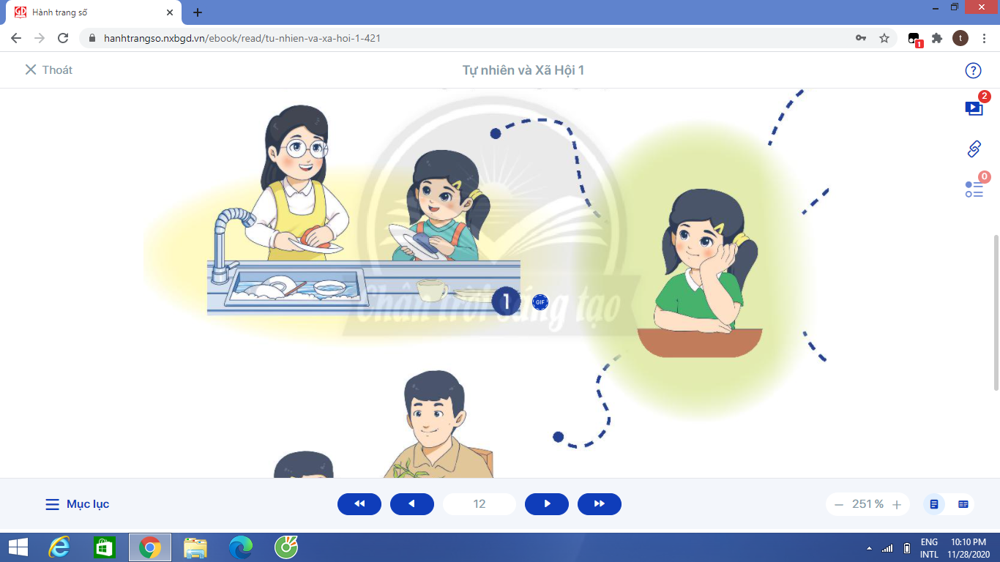 Hành trang số
hanhtrangso.nxbgd.vn/ebook/read/tu-nhien-va-xa-hoi-1-421
t
1
Thoát
Tự nhiên và Xã Hội 1
?
2
0
1
GIF
Chân trời sáng tạo
Mục lục
12
251 %
ENG
INTL
10:10 PM
11/28/2020